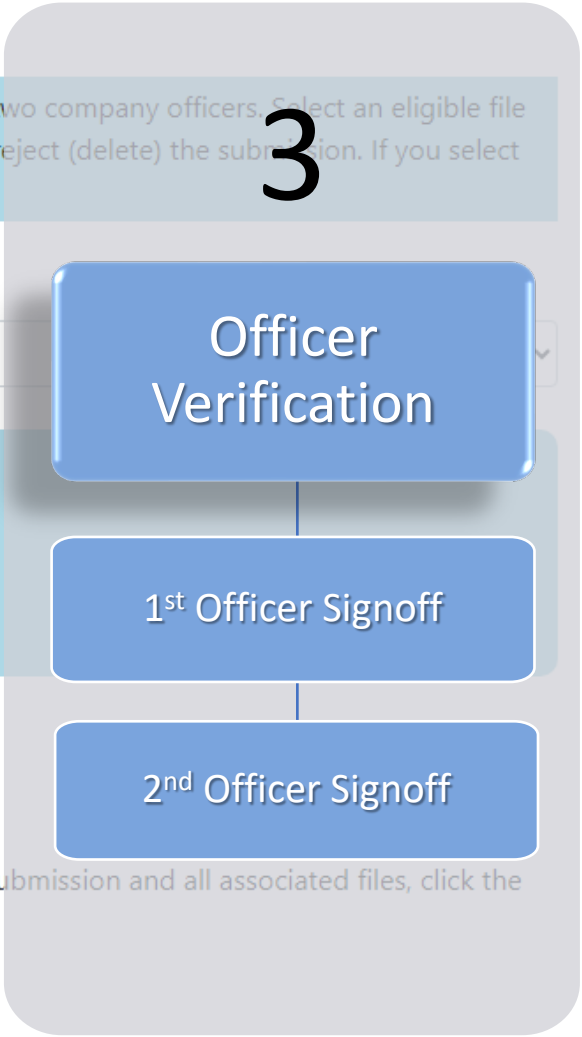 wo company officers. Select an eligible file
3
eject (delete) the submission. If you select
Officer
Verification
1st Officer Signoff
2nd Officer Signoff
ubmission and all associated files, click the